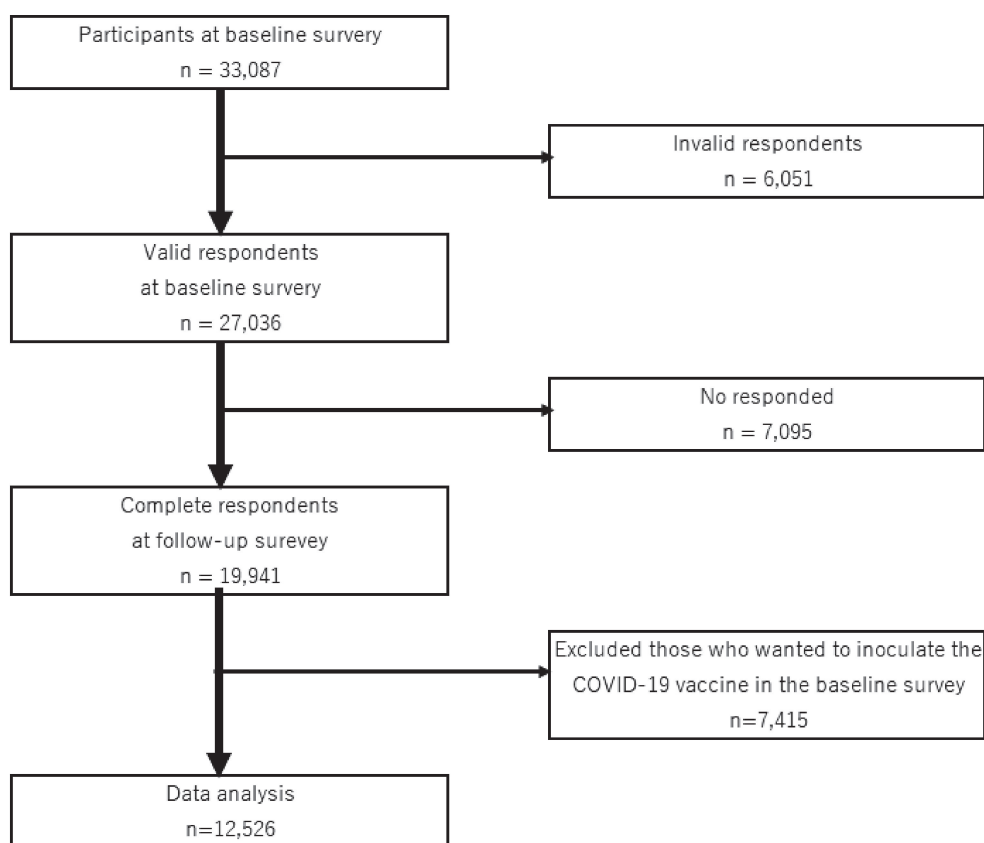 Participants at baseline survery
n = 33,087
Invalid respondents
n = 6,051
Valid respondents
at baseline survery
n = 27,036
No responded
n = 7,095
Complete respondents
at follow-up surevey
n = 19,941
Excluded those who wanted to inoculate the
COVID-19 vaccine in the baseline survey
n=7,415
Data analysis
n=12,526